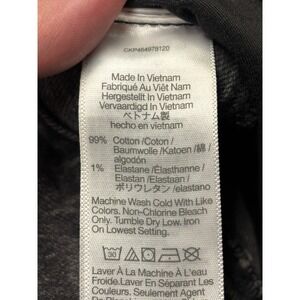 CKP464978120
Made In Vietnam
Fabriqué Au Viêt Nam
Hergestellt In Vietnam
Vervaardigd In Vietnam
ベトナム製
hecho en vietnam
99% Cotton /Coton /
Baumwolle /Katoen /綿 /
algodón
1% Elastane /Élasthanne /
Elastan /Elastaan /
ポリウレタン /elastano
Machine Wash Cold With Like
Colors. Non-Chlorine Bleach
Only. Tumble Dry Low. Iron
On Lowest Setting.
30
Laver À La Machine À L'eau
Froide.Laver En Séparant Les
Couleurs. Seulement Agent